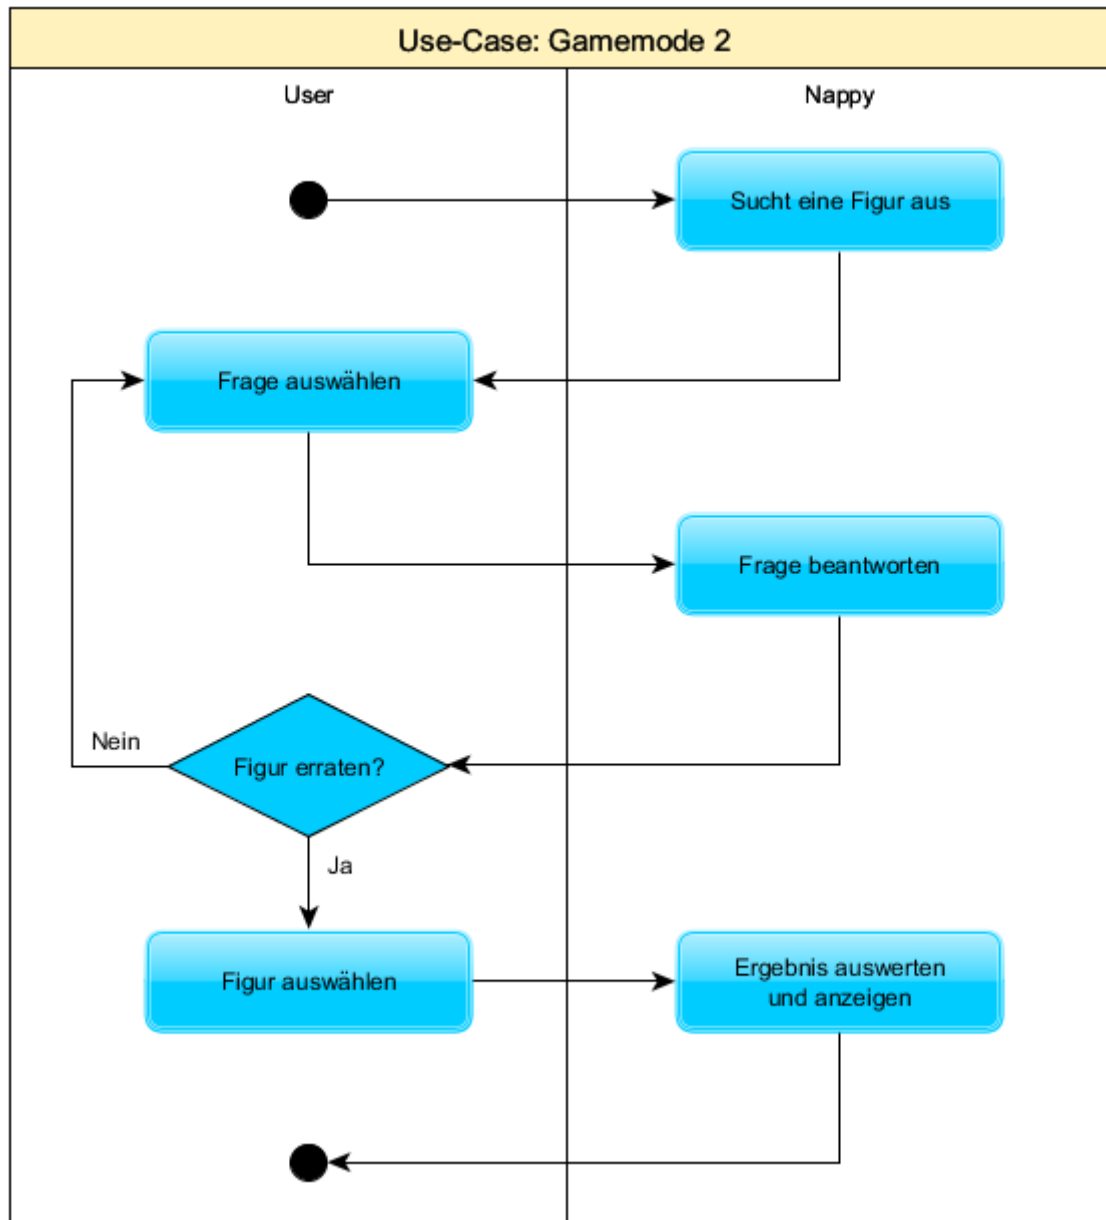 Use-Case: Gamemode 2
User
Nappy
Sucht eine Figur aus
Frage auswählen
Frage beantworten
Nein
Figur erraten?
Ja
Figur auswählen
Ergebnis auswerten
und anzeigen